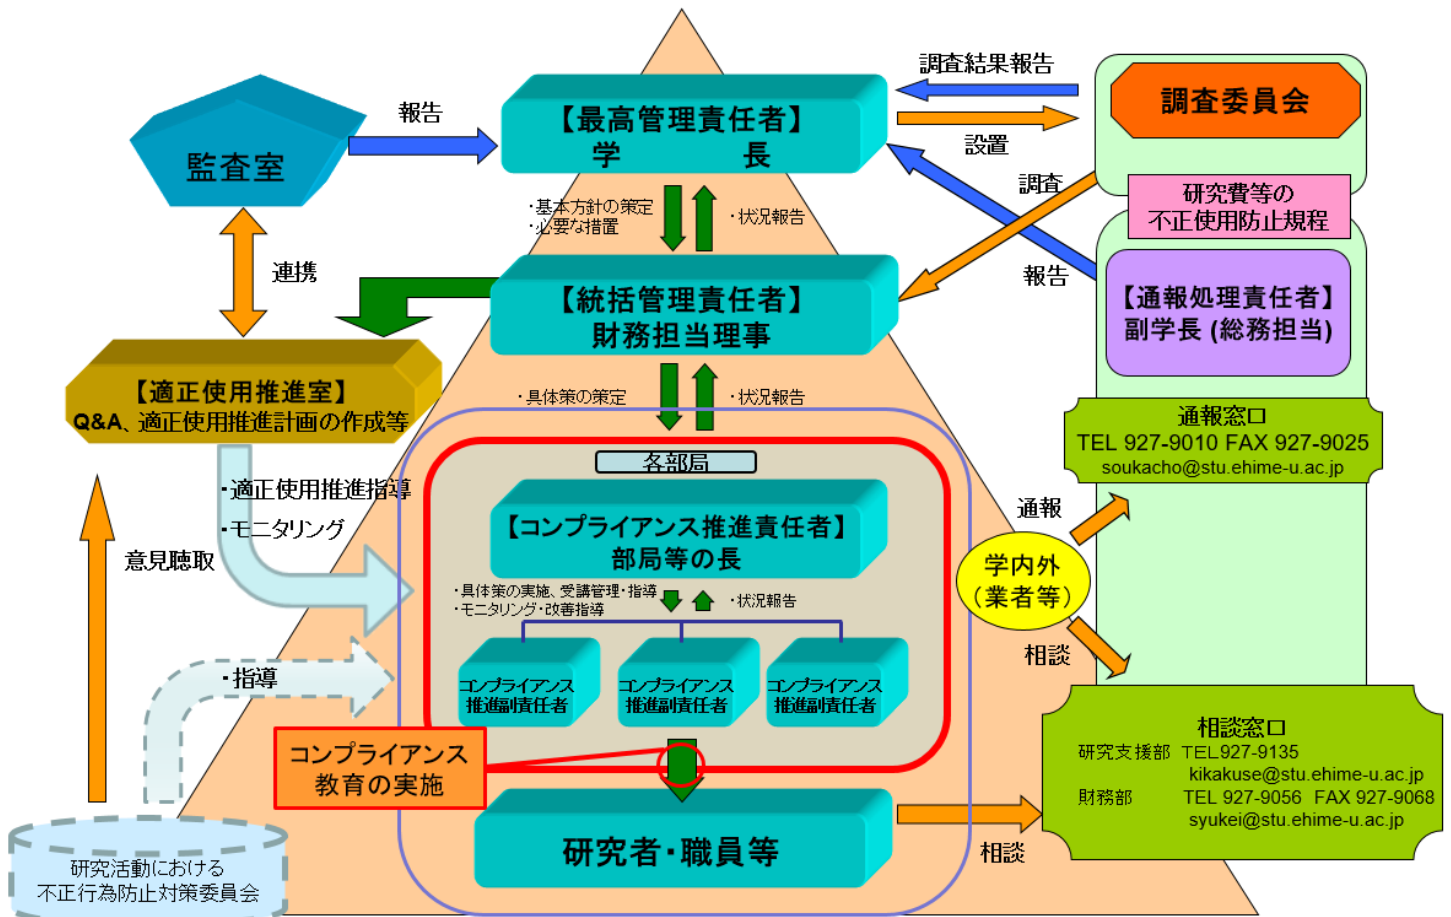 調査結果報告
調査委員会
報告
【最高管理責任者】
学　長
設置
監査室
調査
研究費等の
不正使用防止規程
・基本方針の策定
・必要な措置
・状況報告
連携
報告
【統括管理責任者】
財務担当理事
【通報処理責任者】
副学長 (総務担当)
【適正使用推進室】
Q&A、適正使用推進計画の作成等
・具体策の策定
・状況報告
通報窓口
TEL 927-9010 FAX 927-9025
soukacho@stu.ehime-u.ac.jp
各部局
・適正使用推進指導
・モニタリング
【コンプライアンス推進責任者】
部局等の長
通報
意見聴取
学内外
(業者等)
・具体策の実施、受講管理・指導
・モニタリング・改善指導
・状況報告
相談
・指導
コンプライアンス
推進副責任者
コンプライアンス
推進副責任者
コンプライアンス
推進副責任者
相談窓口
研究支援部 TEL927-9135
kikakuse@stu.ehime-u.ac.jp
財務部 TEL 927-9056 FAX 927-9068
syukei@stu.ehime-u.ac.jp
コンプライアンス
教育の実施
研究者・職員等
相談
研究活動における
不正行為防止対策委員会